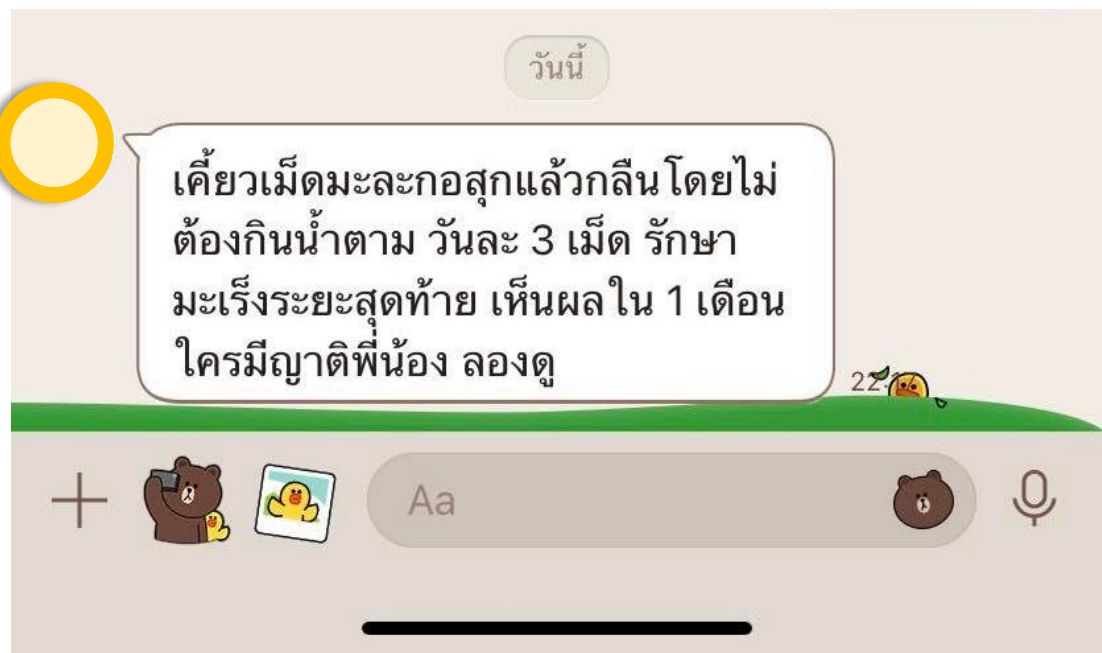 วันนี้
เคี้ยวเม็ดมะละกอสุกแล้วกลืนโดยไม่
ต้องกินน้ำตาม วันละ 3 เม็ด รักษา
มะเร็งระยะสุดท้าย เห็นผลใน 1 เดือน
ใครมีญาติพี่น้อง ลองดู
Aa